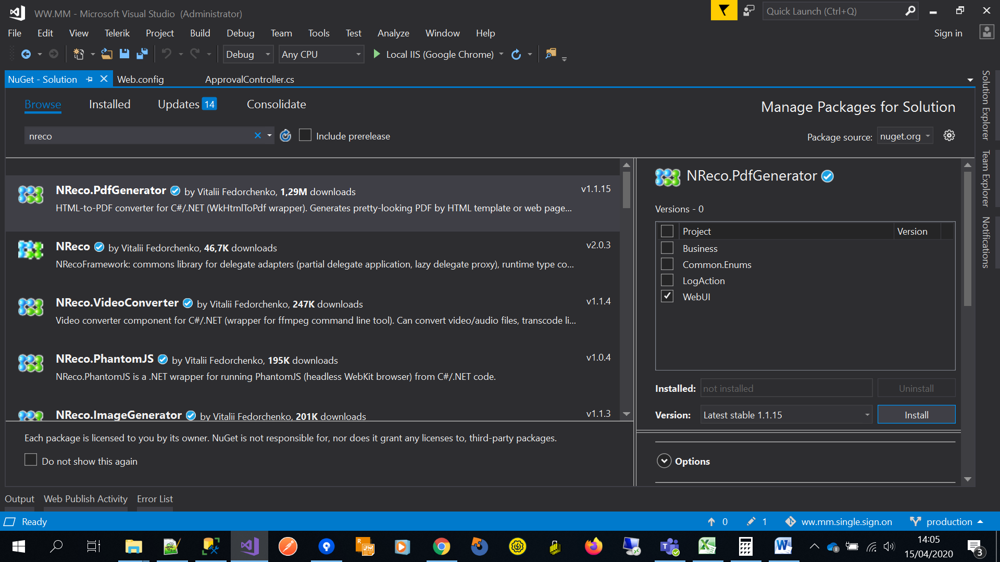 WW.MM - Microsoft Visual Studio (Administrator)
Quick Launch (Ctrl+Q)
File Edit View Telerik Project Build Debug Team Tools Test Analyze Window Help
Sign in
Debug Any CPU Local IIS (Google Chrome)
NuGet - Solution Web.config ApprovalController.cs
Browse Installed Updates 14 Consolidate
Manage Packages for Solution
nreco
Include prerelease
Package source: nuget.org
NReco.PdfGenerator by Vitalii Fedorchenko, 1,29M downloads
v1.1.15
HTML-to-PDF converter for C#/.NET (WkHtmlToPdf wrapper). Generates pretty-looking PDF by HTML template or web page...
NReco by Vitalii Fedorchenko, 46,7K downloads
v2.0.3
NRecoFramework: commons library for delegate adapters (partial delegate application, lazy delegate proxy), runtime type co...
NReco.VideoConverter by Vitalii Fedorchenko, 247K downloads
v1.1.4
Video converter component for C#/.NET (wrapper for ffmpeg command line tool). Can convert video/audio files, transcode li...
NReco.PhantomJS by Vitalii Fedorchenko, 195K downloads
v1.0.4
NReco.PhantomJS is a .NET wrapper for running PhantomJS (headless WebKit browser) from C#/.NET code.
NReco.ImageGenerator by Vitalii Fedorchenko, 201K downloads
v1.1.3
Each package is licensed to you by its owner. NuGet is not responsible for, nor does it grant any licenses to, third-party packages.
Do not show this again
NReco.PdfGenerator
Versions - 0
Project Version
Business
Common.Enums
LogAction
WebUI
Installed: not installed Uninstall
Version: Latest stable 1.1.15 Install
Options
Solution Explorer
Team Explorer
Notifications
Output Web Publish Activity Error List
Ready
0 1 ww.mm.single.sign.on production
14:05
15/04/2020
3